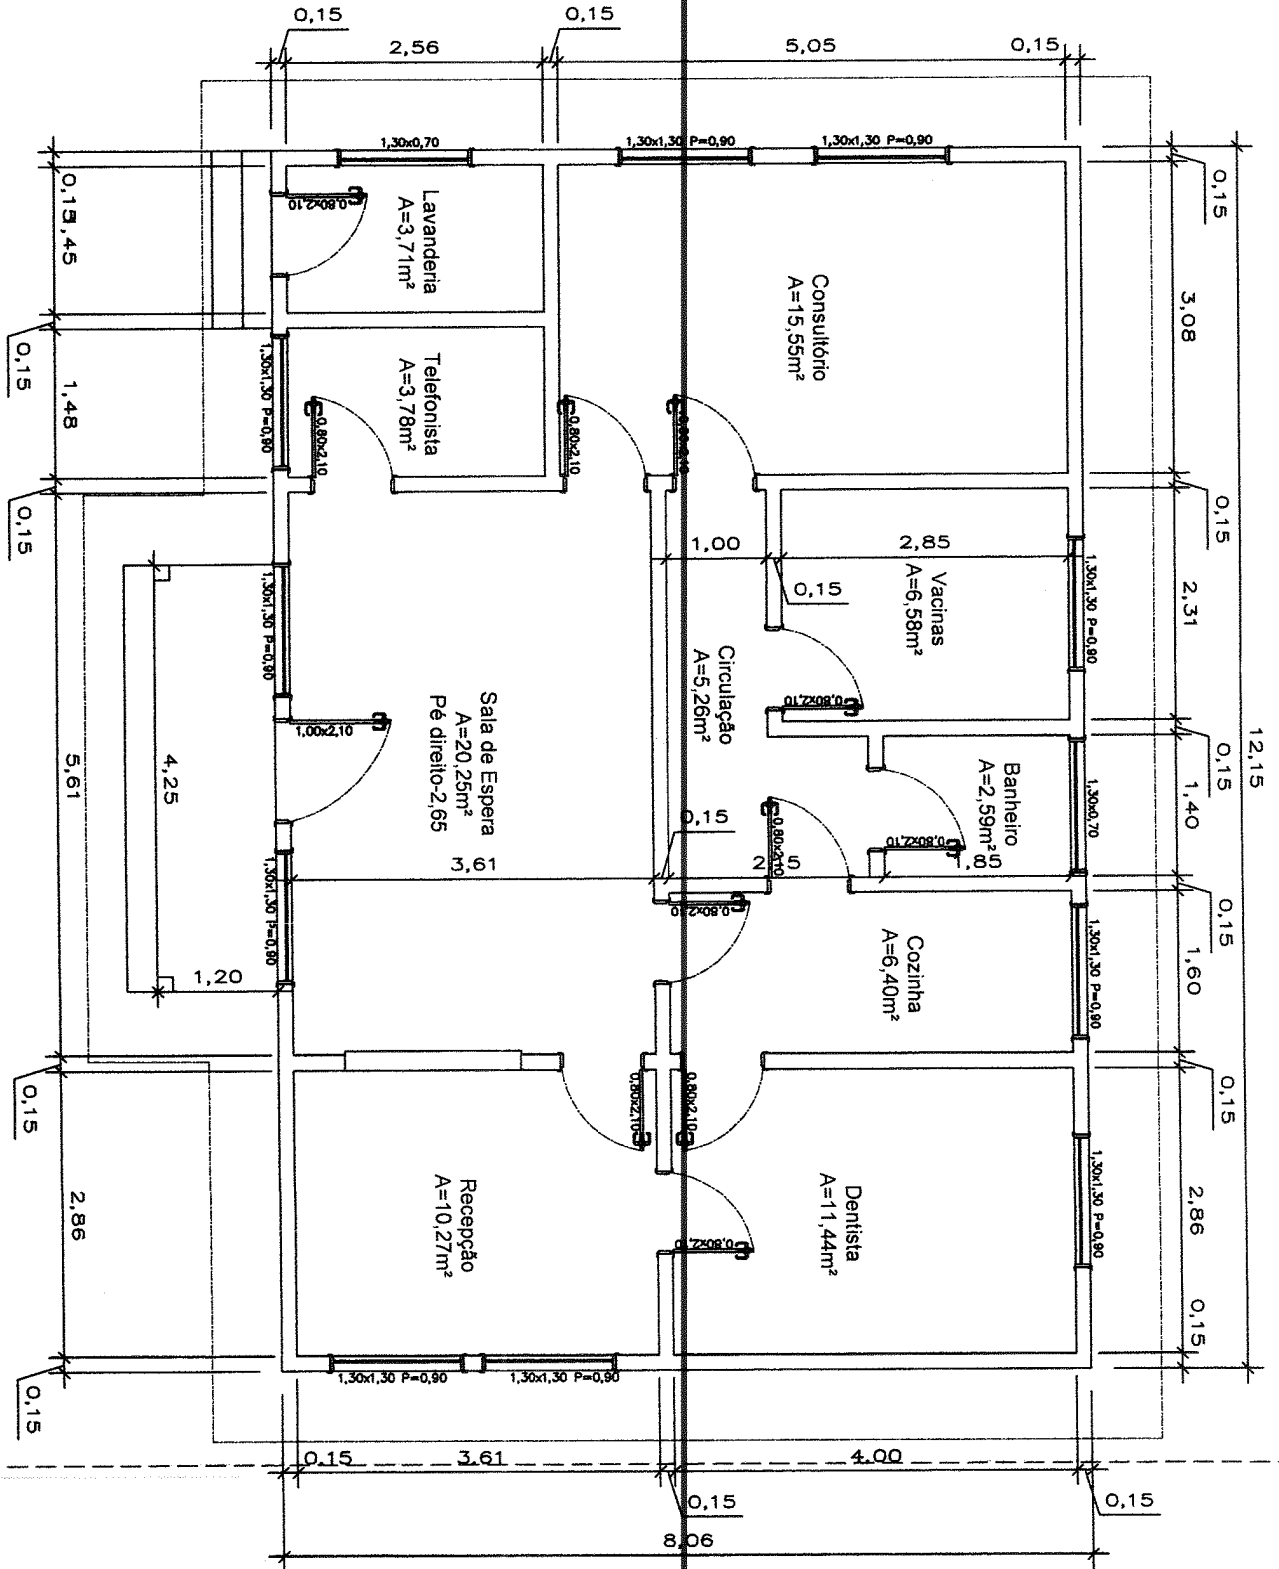 0,15
0,15
2,56
5,05
0,15
1,30x0,70
1,30x1,30 P=0,90
1,30x1,30 P=0,90
0,15
1,45
0,15
1,48
0,15
5,61
0,15
2,86
0,15
0,15
3,08
0,15
2,31
0,15
1,40
0,15
1,60
0,15
2,86
0,15
12,15
Lavanderia
A=3,71m²
0,80x2,10
Telefonista
A=3,78m²
0,80x2,10
1,30x1,30 P=0,90
Consultório
A=15,55m²
0,80x2,10
0,80x2,10
1,00
2,85
0,15
Vacinas
A=6,58m²
0,80x2,10
1,30x1,30 P=0,90
Circulação
A=5,26m²
Sala de Espera
A=20,25m²
Pé direito-2,65
1,30x1,30 P=0,90
1,00x2,10
4,25
1,20
1,30x1,30 P=0,90
Banheiro
A=2,59m²
0,80x2,10
1,30x0,70
0,15
3,61
1,85
0,80x2,10
0,80x2,10
Cozinha
A=6,40m²
1,30x1,30 P=0,90
0,80x2,10
0,80x2,10
Recepção
A=10,27m²
Dentista
A=11,44m²
0,80x2,10
1,30x1,30 P=0,90
1,30x1,30 P=0,90
1,30x1,30 P=0,90
0,15
3,61
4,00
0,15
0,15
8,06